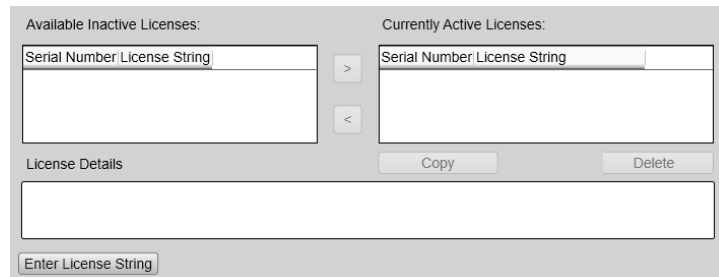 Available Inactive Licenses:
Currently Active Licenses:
Serial Number License String
>
Serial Number License String
<
License Details
Copy
Delete
Enter License String